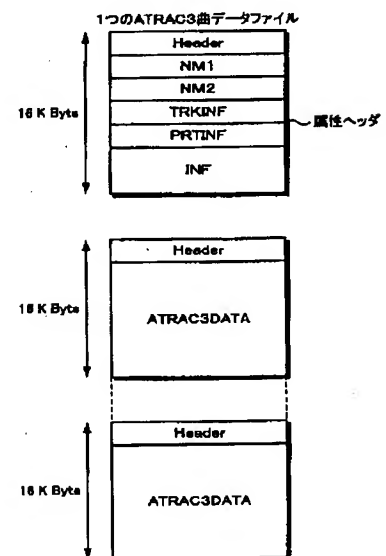 1つのATRAC3曲データファイル
Header
NM1
NM2
TRKINF
PRTINF
INF
16 K Byte
属性ヘッダ
Header
ATRAC3DATA
16 K Byte
Header
ATRAC3DATA
16 K Byte